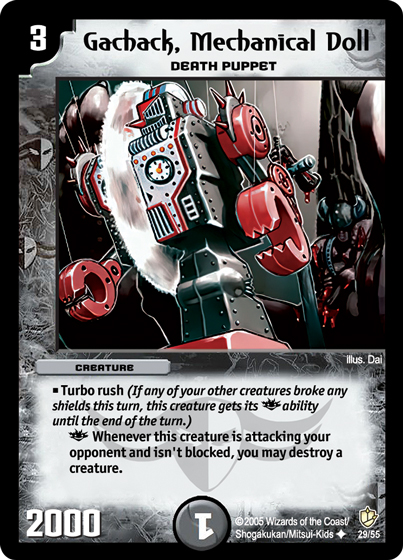 3 Gachack, Mechanical Doll
DEATH PUPPET
Illus. Dai
CREATURE
▪ Turbo rush (If any of your other creatures broke any
shields this turn, this creature gets its ability
until the end of the turn.)
Whenever this creature is attacking your
opponent and isn't blocked, you may destroy a
creature.
2000
1
©2005 Wizards of the Coast/
Shogakukan/Mitsui-Kids ♦ 29/55